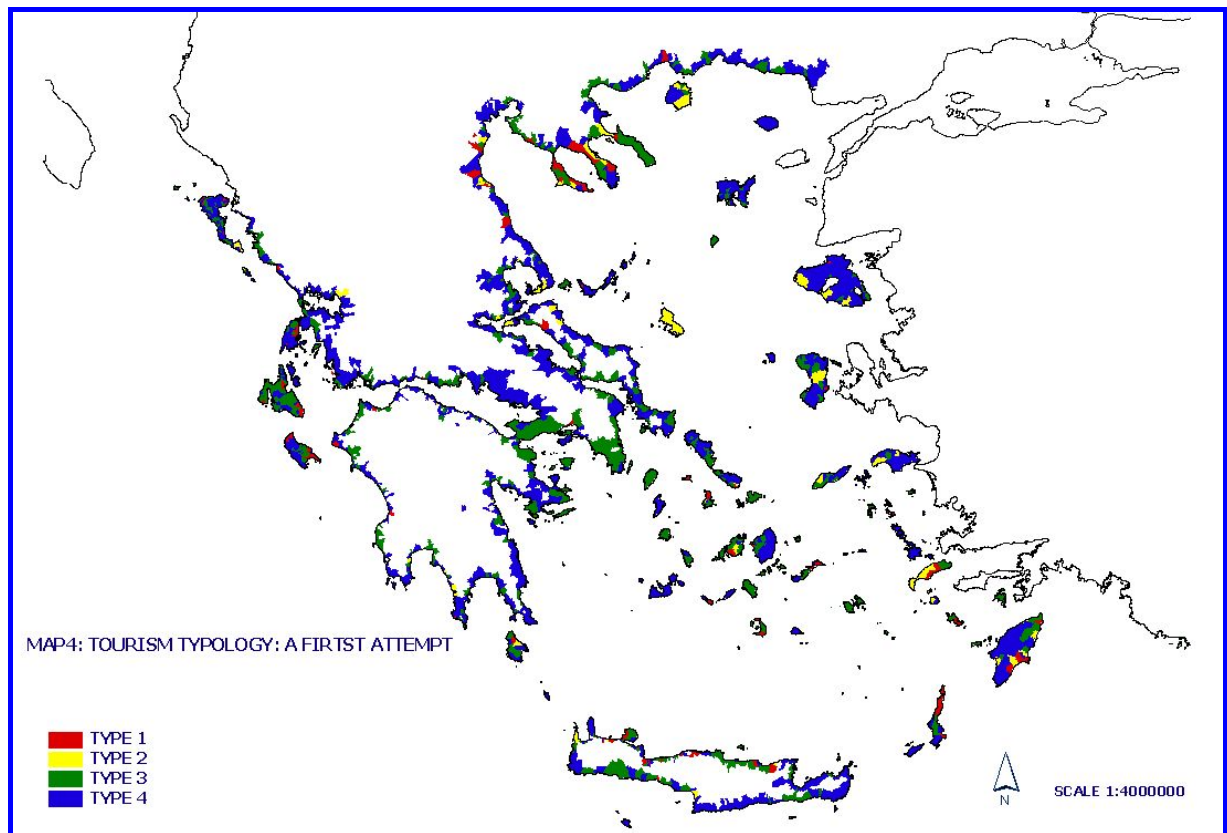 MAP4: TOURISM TYPOLOGY: A FIRTST ATTEMPT
TYPE 1
TYPE 2
TYPE 3
TYPE 4
N
SCALE 1:4000000